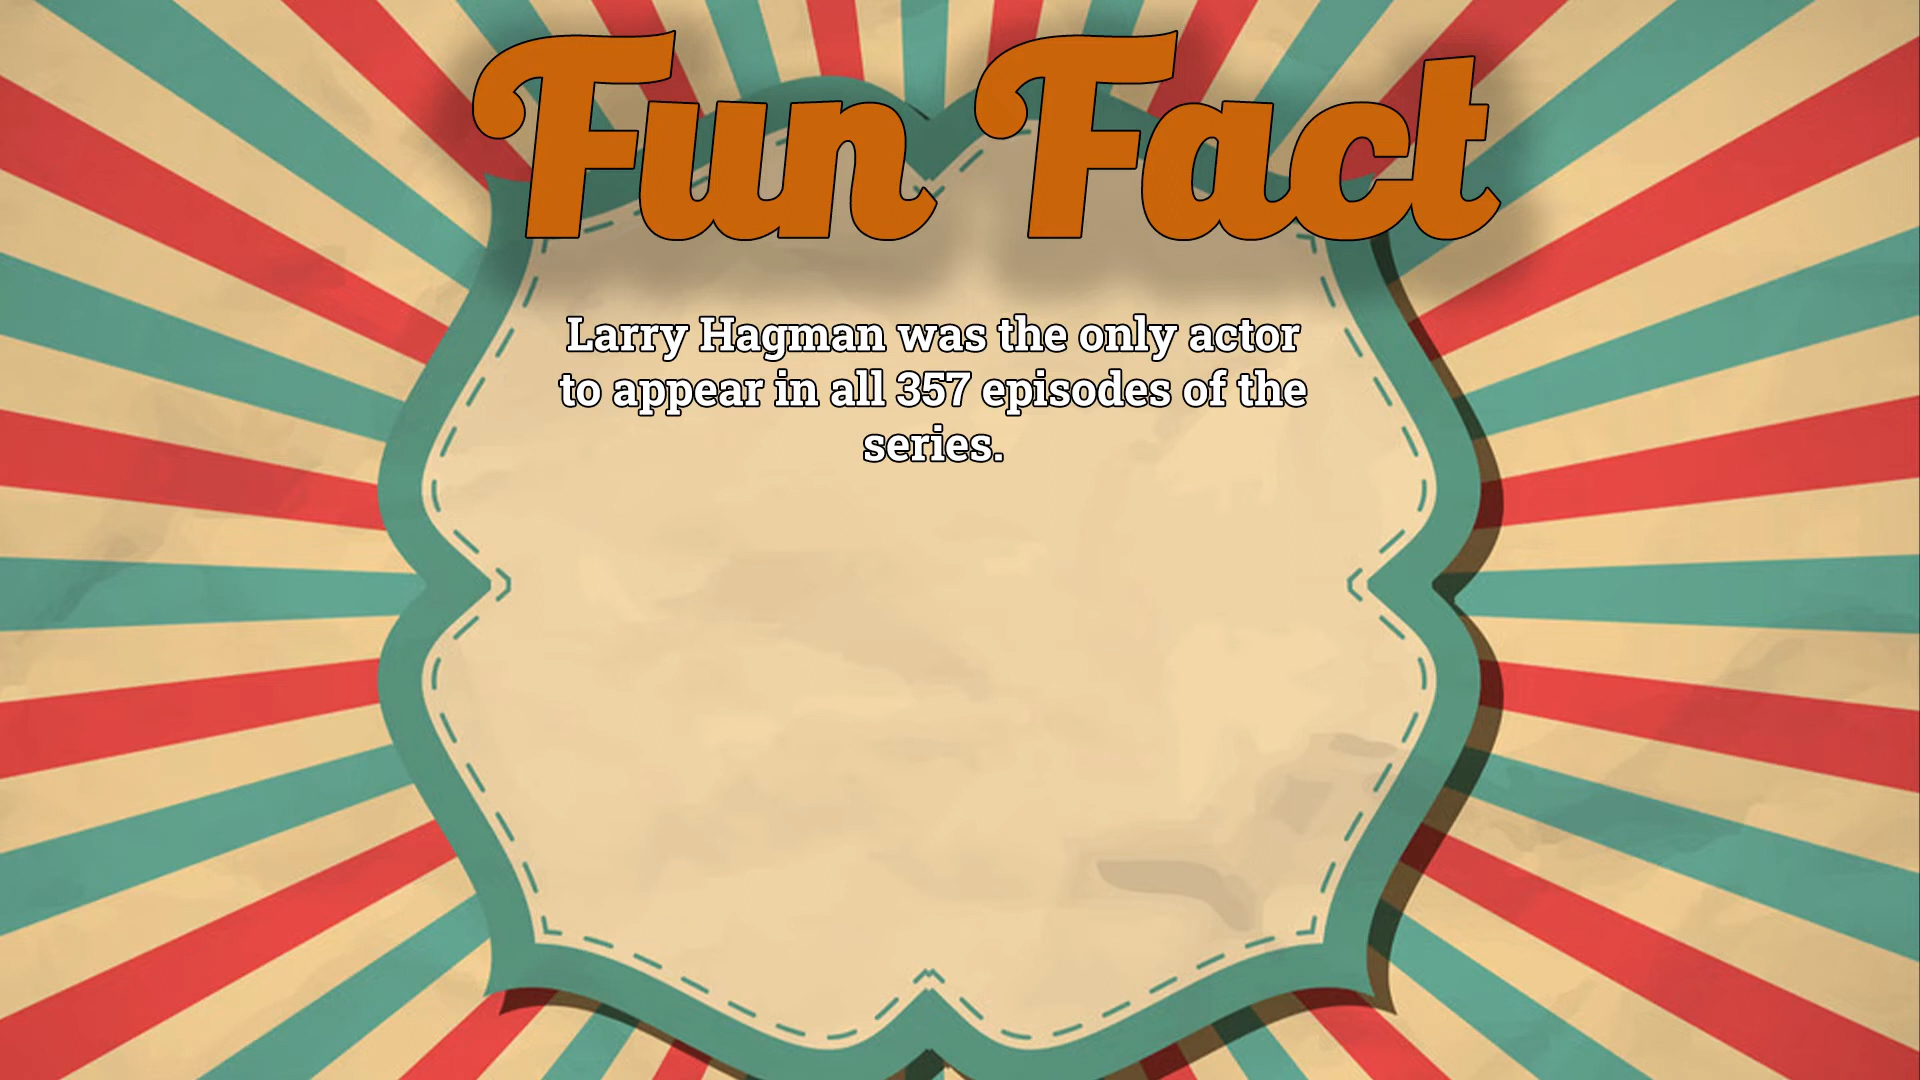 Fun Fact
Larry Hagman was the only actor
to appear in all 357 episodes of the
series.